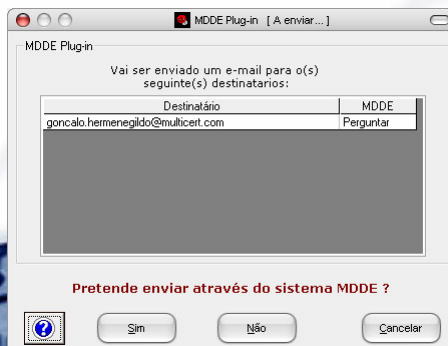 MDDE Plug-in [ A enviar... ]
MDDE Plug-in
Vai ser enviado um e-mail para o(s)
seguinte(s) destinatarios:
Destinatário MDDE
goncalo.hermenegildo@multicert.com Perguntar
Pretende enviar através do sistema MDDE ?
? Sim Não Cancelar